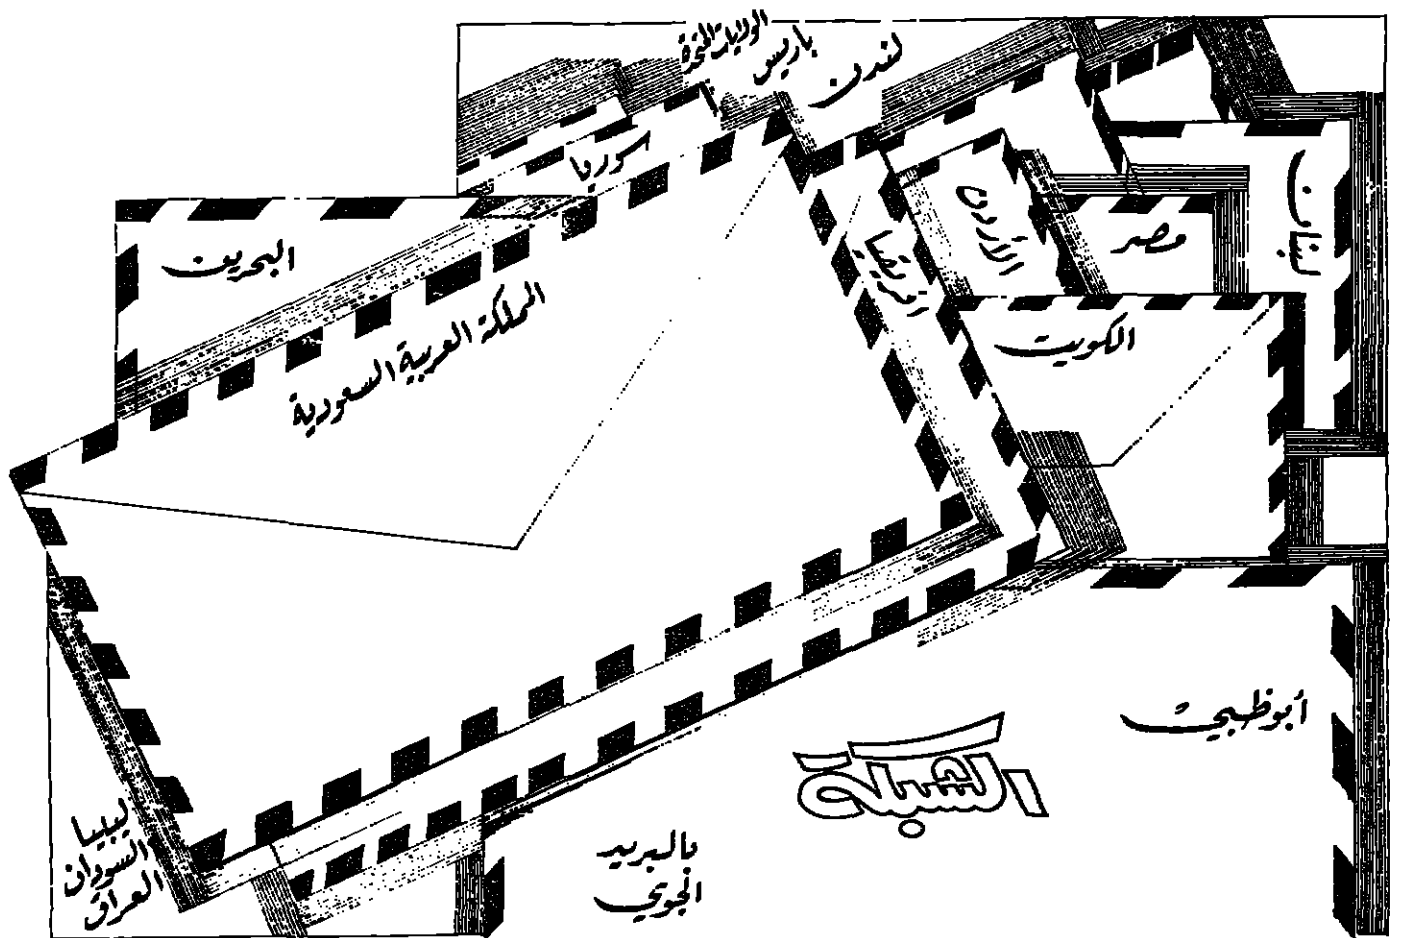 الولايات المتحدة
باريس
لندن
سوريا
البحرين
المملكة العربية السعودية
افريقيا
الأردن
مصر
لبنان
الكويت
أبوظبي
الشبكة
بالبريد
الجوي
ليبيا
السودان
العراق